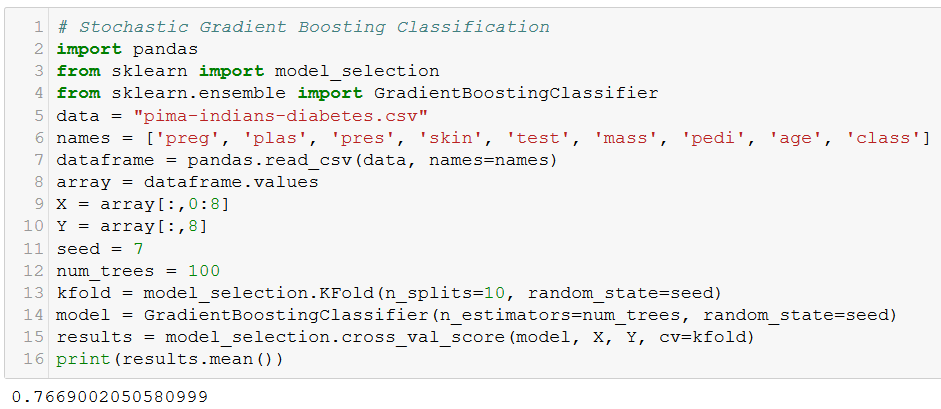 1 # Stochastic Gradient Boosting Classification
2 import pandas
3 from sklearn import model_selection
4 from sklearn.ensemble import GradientBoostingClassifier
5 data = "pima-indians-diabetes.csv"
6 names = ['preg', 'plas', 'pres', 'skin', 'test', 'mass', 'pedi', 'age', 'class']
7 dataframe = pandas.read_csv(data, names=names)
8 array = dataframe.values
9 X = array[:,0:8]
10 Y = array[:,8]
11 seed = 7
12 num_trees = 100
13 kfold = model_selection.KFold(n_splits=10, random_state=seed)
14 model = GradientBoostingClassifier(n_estimators=num_trees, random_state=seed)
15 results = model_selection.cross_val_score(model, X, Y, cv=kfold)
16 print(results.mean())
0.7669002050580999